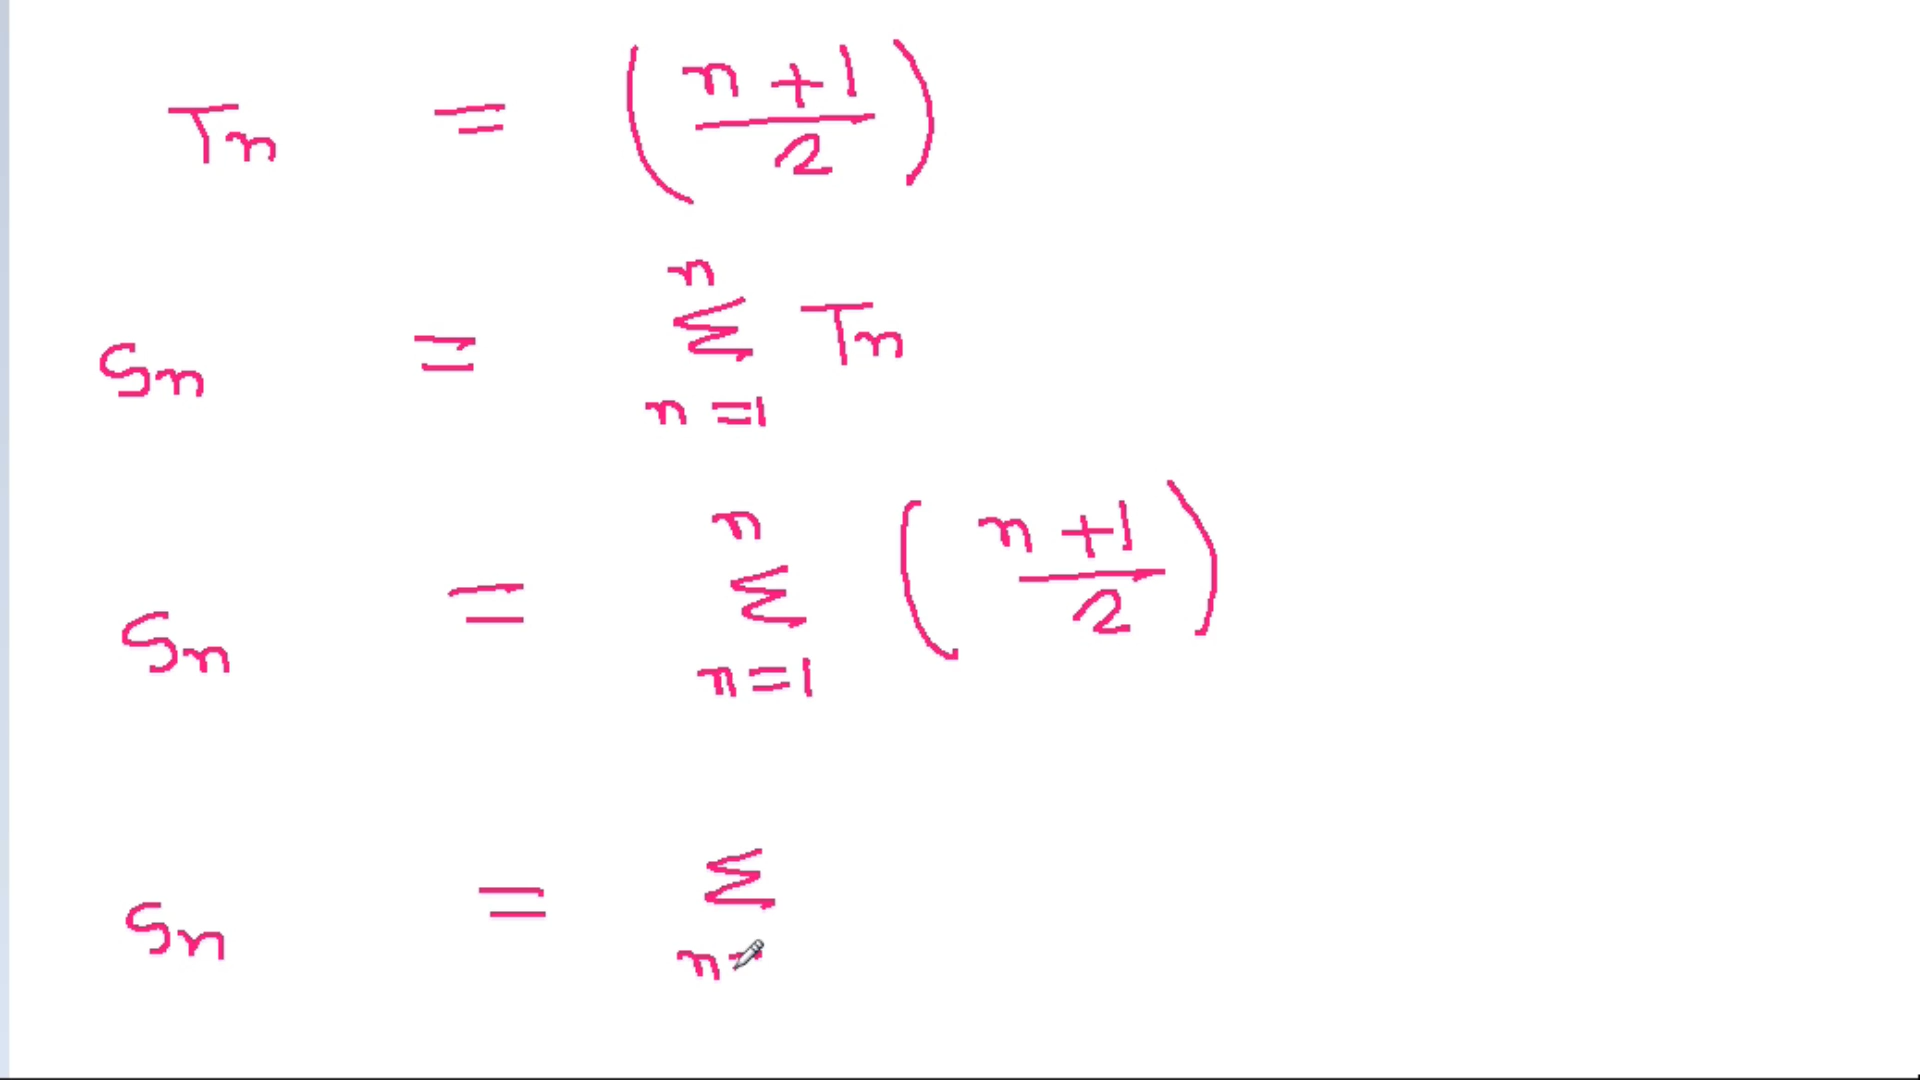 Tn = (n+1/2)
Sn = n Σ n=1 Tn
Sn = n Σ n=1 (n+1/2)
Sn = Σ n=